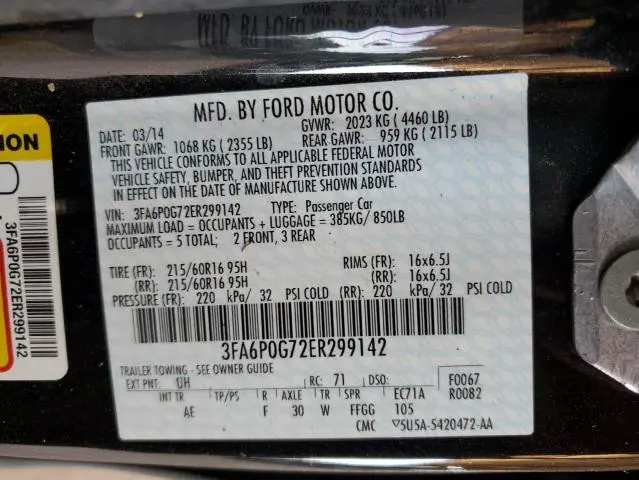 MFD. BY FORD MOTOR CO.
DATE: 03/14 GVWR: 2023 KG ( 4460 LB)
FRONT GAWR: 1068 KG ( 2355 LB) REAR GAWR: 959 KG ( 2115 LB)
THIS VEHICLE CONFORMS TO ALL APPLICABLE FEDERAL MOTOR
VEHICLE SAFETY, BUMPER, AND THEFT PREVENTION STANDARDS
IN EFFECT ON THE DATE OF MANUFACTURE SHOWN ABOVE.
VIN: 3FA6P0G72ER299142 TYPE: Passenger Car
MAXIMUM LOAD = OCCUPANTS + LUGGAGE = 385KG/ 850LB
OCCUPANTS = 5 TOTAL; 2 FRONT, 3 REAR
TIRE (FR): 215/60R16 95H RIMS (FR): 16x6.5J
(RR): 215/60R16 95H (RR): 16x6.5J
PRESSURE (FR): 220 kPa/ 32 PSI COLD (RR): 220 kPa/ 32 PSI COLD
3FA6P0G72ER299142
TRAILER TOWING - SEE OWNER GUIDE
EXT PNT: UH RC: 71 DSO: F0067
INT TR TP/PS R AXLE TR SPR EC71A R0082
AE F 30 W FFGG 105
CMC ▽5U5A-5420472-AA
ION
3FA6P0G72ER299142